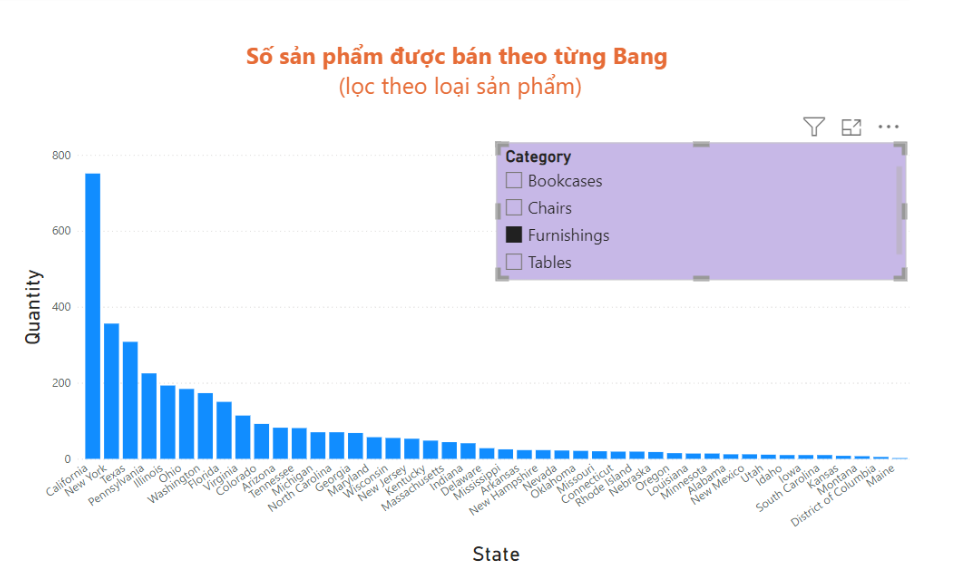 Số sản phẩm được bán theo từng Bang
(lọc theo loại sản phẩm)
Category
Bookcases
Chairs
Furnishings
Tables
800
600
400
200
0
Quantity
California
New York
Texas
Pennsylvania
Illinois
Ohio
Washington
Florida
Virginia
Colorado
Arizona
Tennessee
Michigan
North Carolina
Georgia
Maryland
Wisconsin
New Jersey
Kentucky
Massachusetts
Indiana
Delaware
Mississippi
Arkansas
New Hampshire
Nevada
Oklahoma
Missouri
Connecticut
Rhode Island
Nebraska
Oregon
Louisiana
Minnesota
Alabama
New Mexico
Utah
Idaho
Iowa
South Carolina
Kansas
Montana
District of Columbia
Maine
State